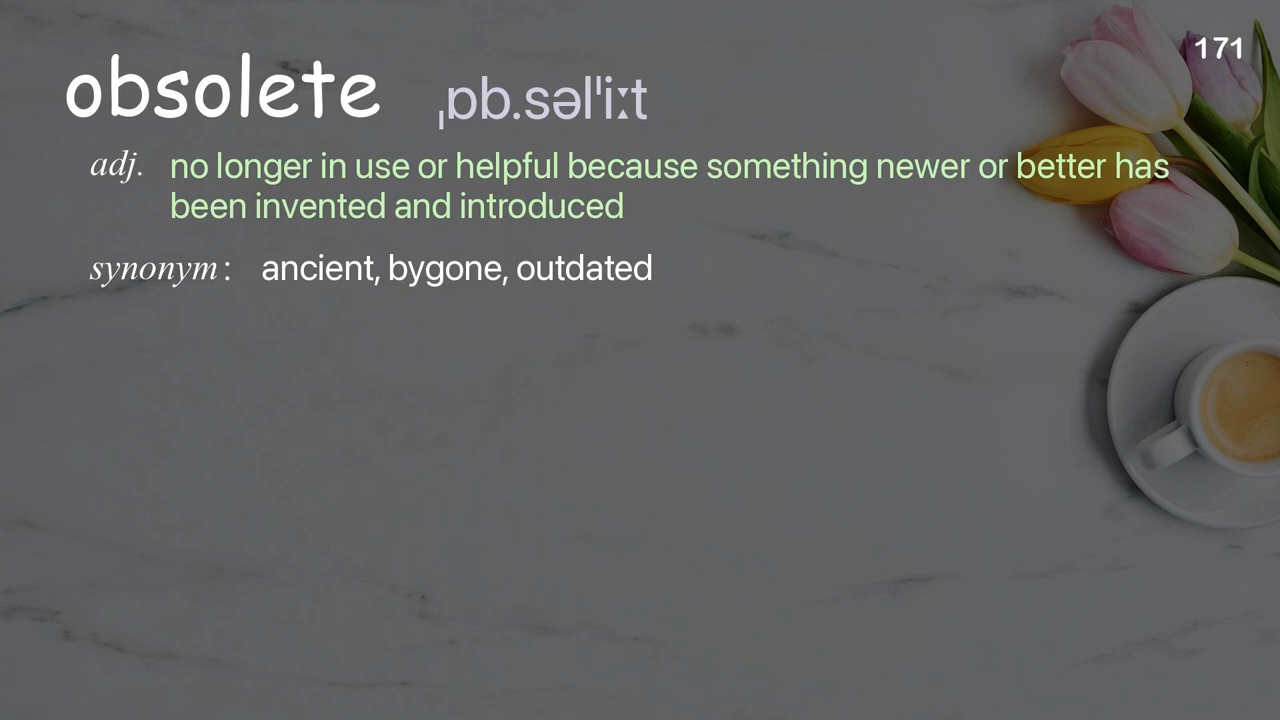 171
obsolete ˌɒb.səlˈiːt
adj. no longer in use or helpful because something newer or better has
been invented and introduced
synonym: ancient, bygone, outdated